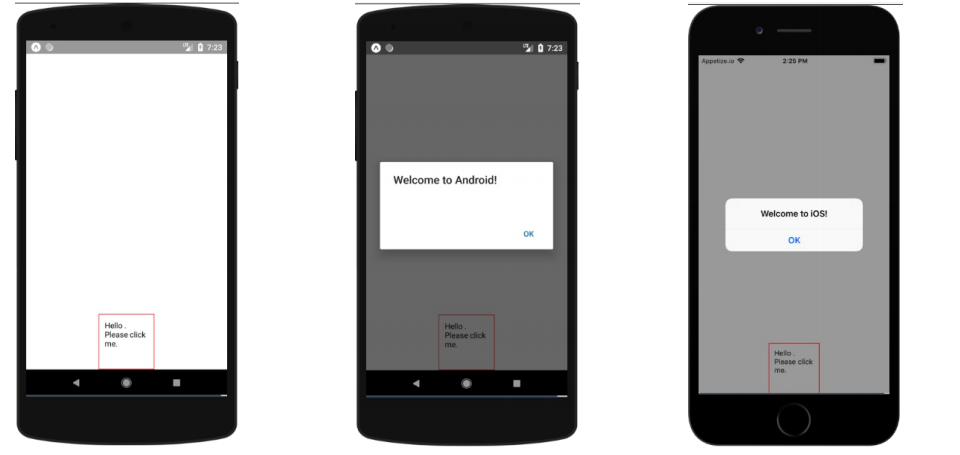 7:23
Hello .
Please click
me.
7:23
Welcome to Android!
OK
Hello .
Please click
me.
Appetize.io 2:25 PM
Welcome to iOS!
OK
Hello .
Please click
me.